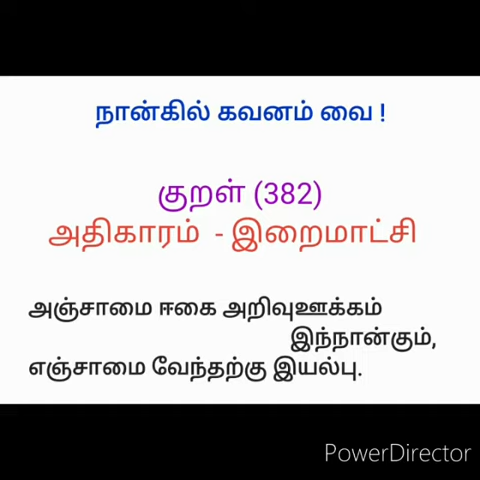 நான்கில் கவனம் வை !
குறள் (382)
அதிகாரம் - இறைமாட்சி
அஞ்சாமை ஈகை அறிவுஊக்கம்
இந்நான்கும்,
எஞ்சாமை வேந்தற்கு இயல்பு.
PowerDirector